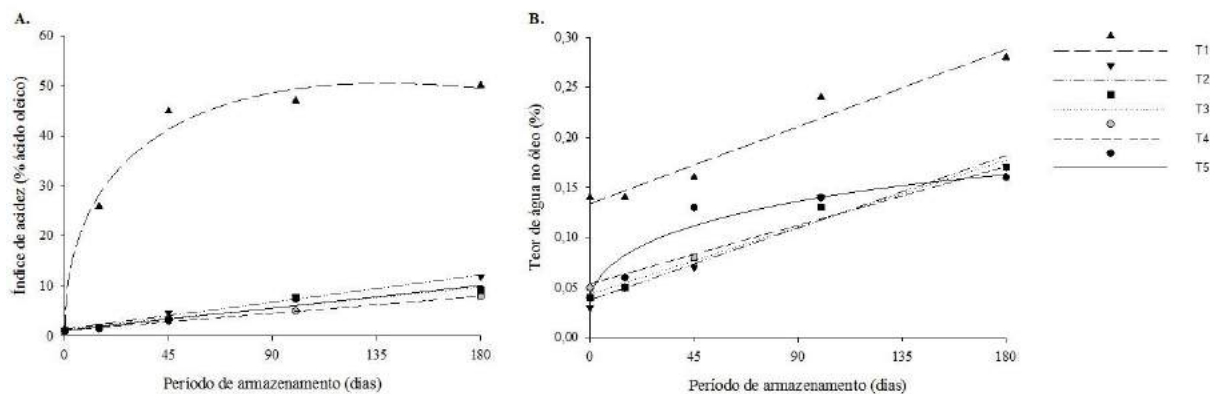 A.
Índice de acidez (% ácido oleico)
60
50
40
30
20
10
0
0 45 90 135 180
Período de armazenamento (dias)
B.
Teor de água no óleo (%)
0,30
0,25
0,20
0,15
0,10
0,05
0,00
0 45 90 135 180
Período de armazenamento (dias)
T1
T2
T3
T4
T5